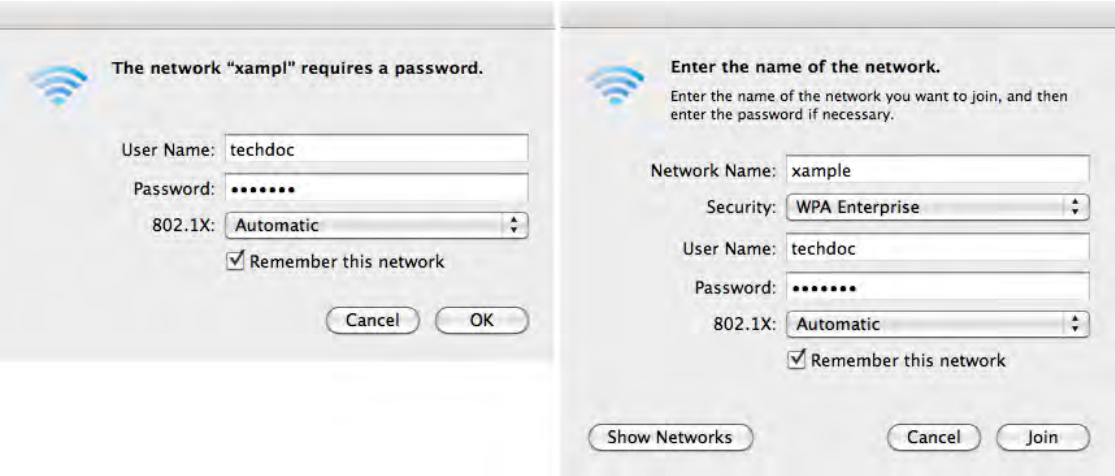 The network “xampl” requires a password.
User Name: techdoc
Password: •••••••
802.1X: Automatic
Remember this network
Cancel OK
Enter the name of the network.
Enter the name of the network you want to join, and then
enter the password if necessary.
Network Name: xample
Security: WPA Enterprise
User Name: techdoc
Password: •••••••
802.1X: Automatic
Remember this network
Show Networks Cancel Join